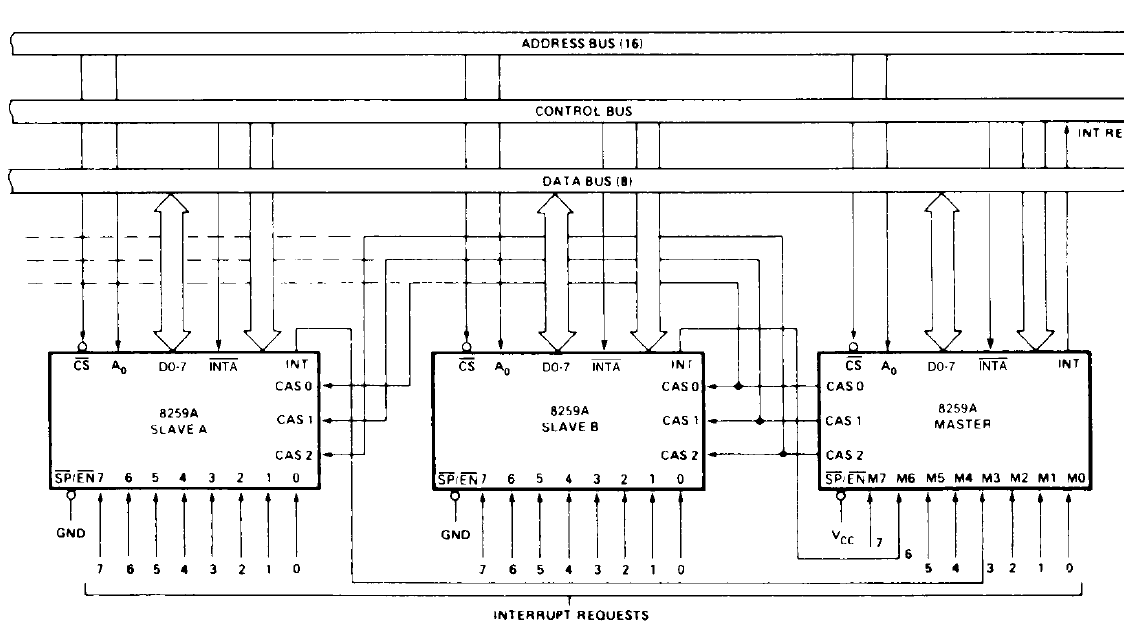 ADDRESS BUS (16)
CONTROL BUS
INT RE
DATA BUS (8)
CS A0 D0-7 INTA INT
CAS 0
8259A
SLAVE A
CAS 1
CAS 2
SP/EN 7 6 5 4 3 2 1 0
GND
7 6 5 4 3 2 1 0
CS A0 D0-7 INTA INT
CAS 0
8259A
SLAVE B
CAS 1
CAS 2
SP/EN 7 6 5 4 3 2 1 0
GND
7 6 5 4 3 2 1 0
CS A0 D0-7 INTA INT
CAS 0
8259A
MASTER
CAS 1
CAS 2
SP/EN M7 M6 M5 M4 M3 M2 M1 M0
VCC
7 6 5 4 3 2 1 0
INTERRUPT REQUESTS